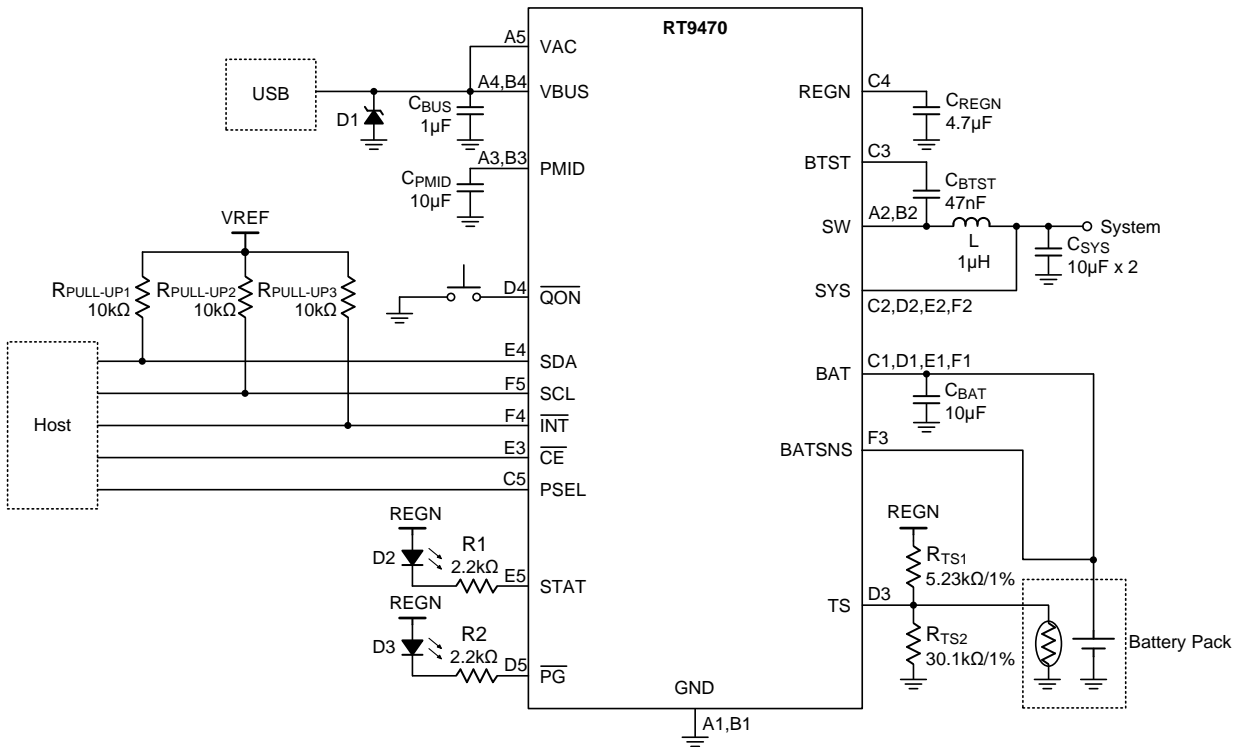 RT9470
A5
VAC
USB
A4,B4
VBUS
D1
CBUS
1µF
A3,B3
PMID
CPMID
10µF
VREF
RPULL-UP1
10kΩ
RPULL-UP2
10kΩ
RPULL-UP3
10kΩ
D4
QON
Host
E4
SDA
F5
SCL
F4
INT
E3
CE
C5
PSEL
REGN
D2
R1
2.2kΩ
E5
STAT
REGN
D3
R2
2.2kΩ
D5
PG
GND
A1,B1
REGN
C4
CREGN
4.7µF
BTST
C3
CBTST
47nF
SW
A2,B2
L
1µH
System
CSYS
10µF x 2
SYS
C2,D2,E2,F2
BAT
C1,D1,E1,F1
CBAT
10µF
BATSNS
F3
REGN
RTS1
5.23kΩ/1%
TS
D3
RTS2
30.1kΩ/1%
Battery Pack